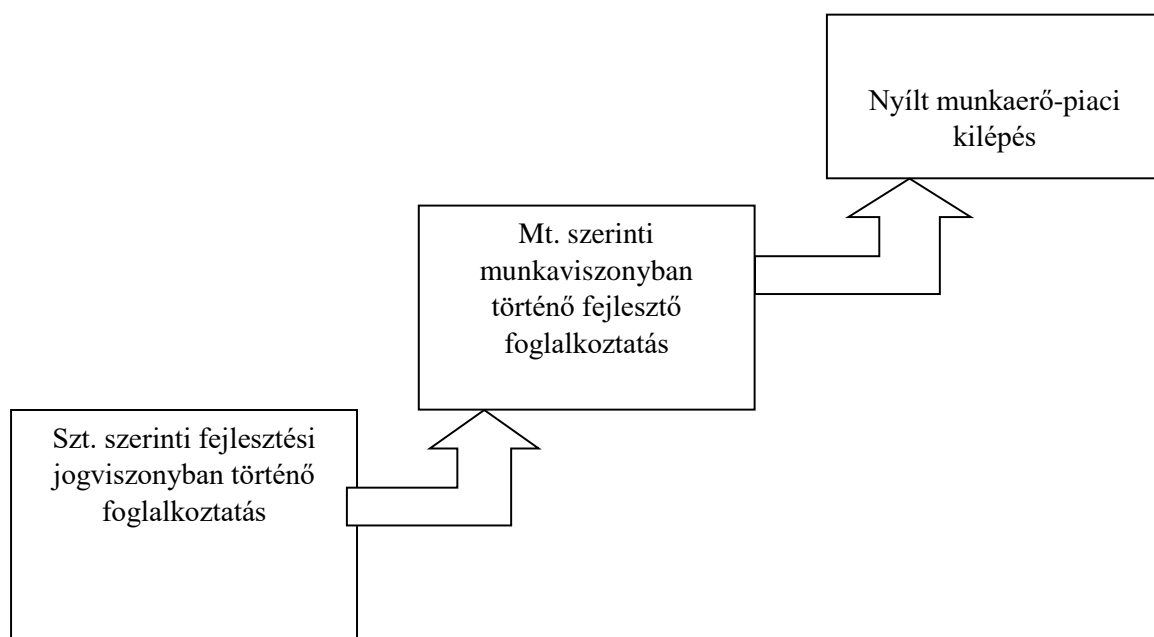 Nyílt munkaerő-piaci
kilépés
Mt. szerinti
munkaviszonyban
történő fejlesztő
foglalkoztatás
Szt. szerinti fejlesztési
jogviszonyban történő
foglalkoztatás